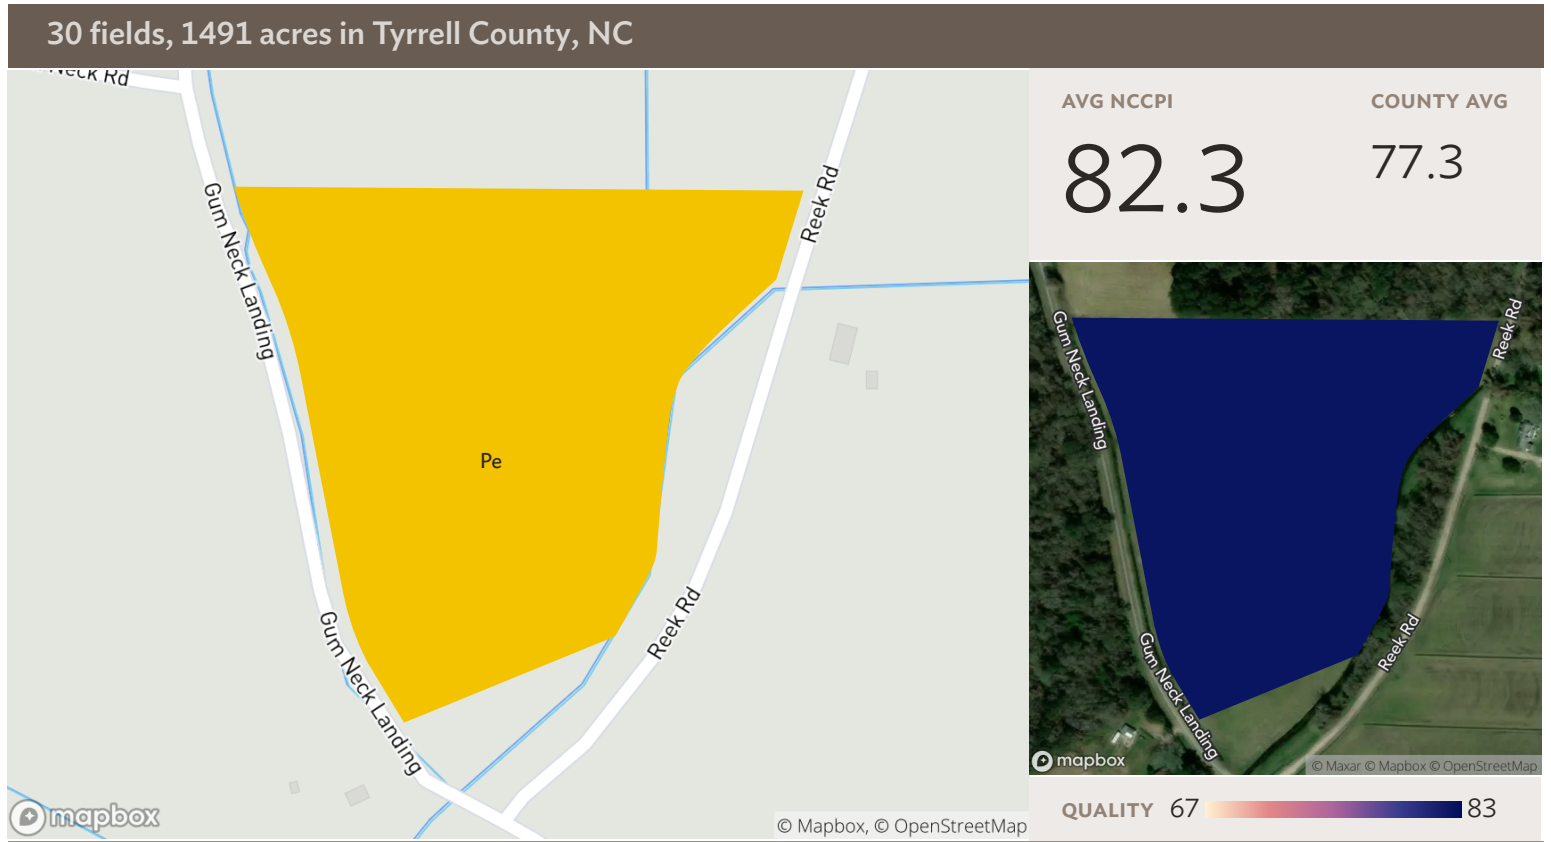 30 fields, 1491 acres in Tyrrell County, NC
Neck Rd
Gum Neck Landing
Reek Rd
Pe
Gum Neck Landing
Reek Rd
mapbox
© Mapbox, © OpenStreetMap
AVG NCCPI
COUNTY AVG
82.3
77.3
Gum Neck Landing
Reek Rd
Gum Neck Landing
Reek Rd
mapbox
© Maxar © Mapbox © OpenStreetMap
QUALITY 67 83